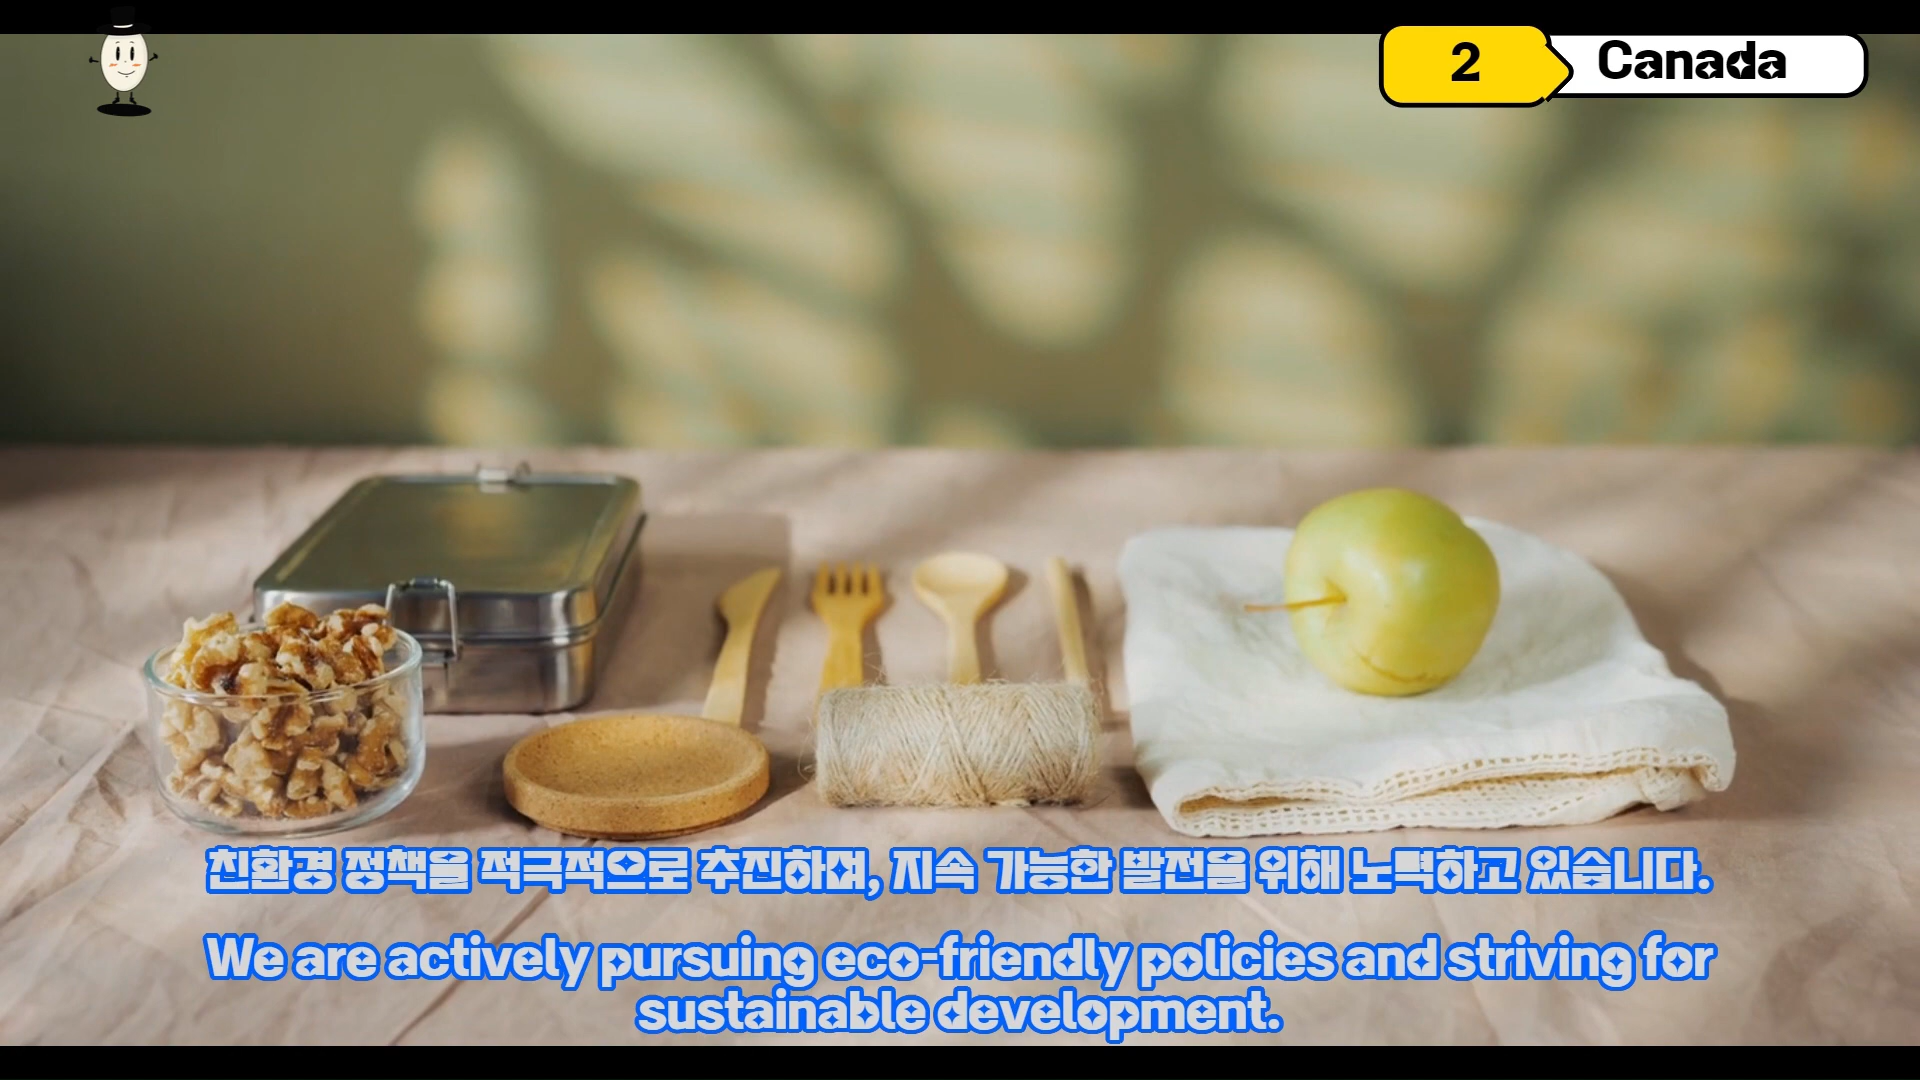 2
Canada
친환경 정책을 적극적으로 추진하며, 지속 가능한 발전을 위해 노력하고 있습니다.
We are actively pursuing eco-friendly policies and striving for
sustainable development.